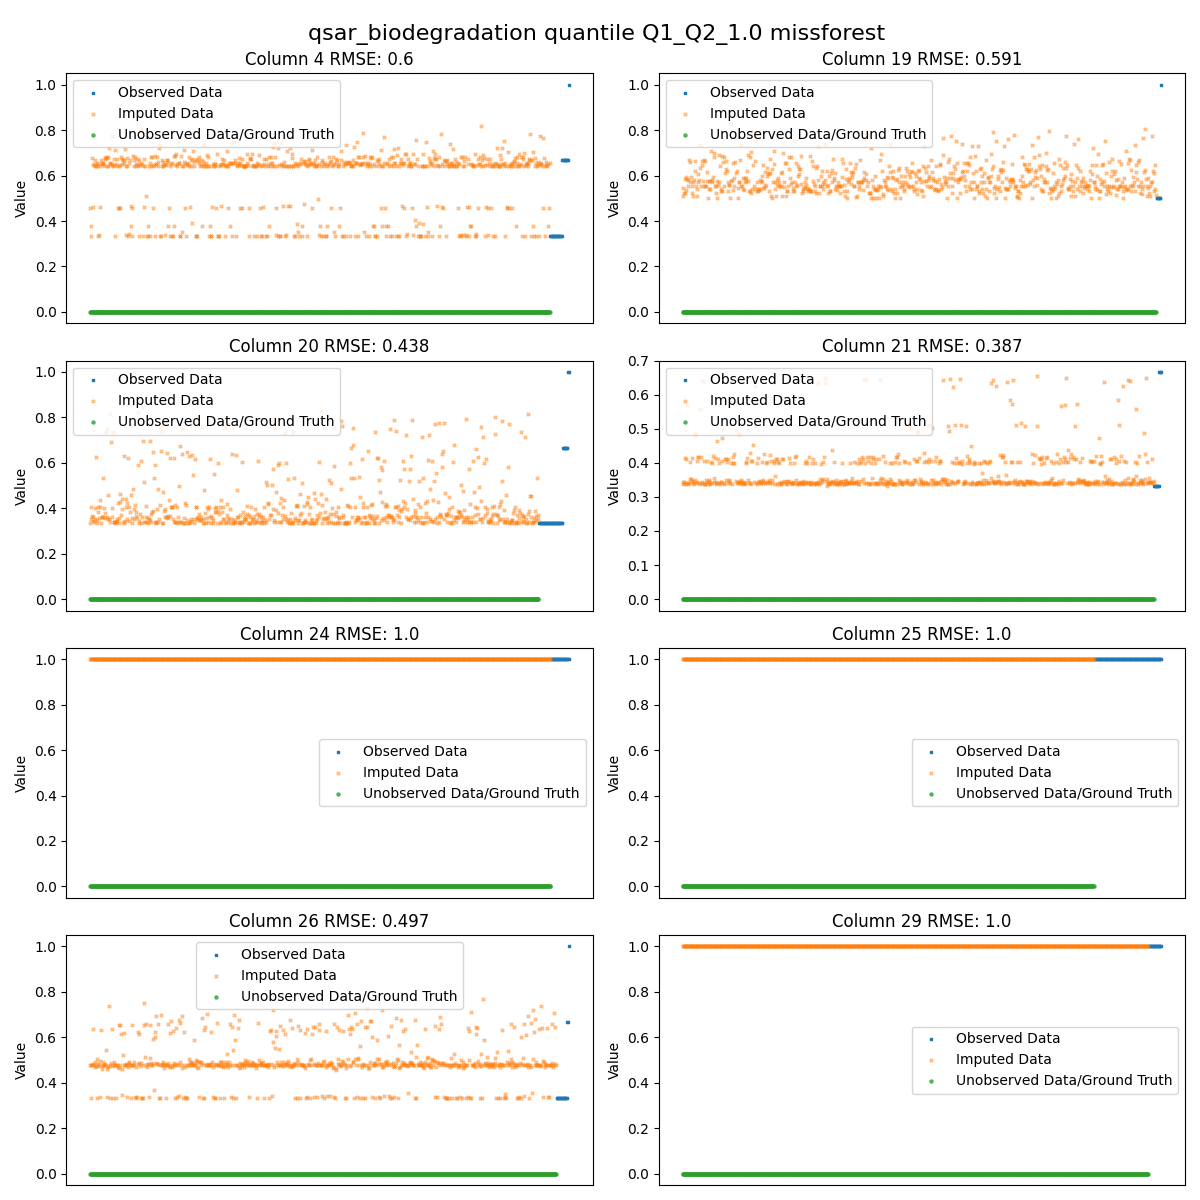 qsar_biodegradation quantile Q1_Q2_1.0 missforest
Column 4 RMSE: 0.6
1.0
0.8
0.6
0.4
0.2
0.0
Value
Observed Data
Imputed Data
Unobserved Data/Ground Truth
Column 19 RMSE: 0.591
1.0
0.8
0.6
0.4
0.2
0.0
Value
Observed Data
Imputed Data
Unobserved Data/Ground Truth
Column 20 RMSE: 0.438
1.0
0.8
0.6
0.4
0.2
0.0
Value
Observed Data
Imputed Data
Unobserved Data/Ground Truth
Column 21 RMSE: 0.387
0.7
0.6
0.5
0.4
0.3
0.2
0.1
0.0
Value
Observed Data
Imputed Data
Unobserved Data/Ground Truth
Column 24 RMSE: 1.0
1.0
0.8
0.6
0.4
0.2
0.0
Value
Observed Data
Imputed Data
Unobserved Data/Ground Truth
Column 25 RMSE: 1.0
1.0
0.8
0.6
0.4
0.2
0.0
Value
Observed Data
Imputed Data
Unobserved Data/Ground Truth
Column 26 RMSE: 0.497
1.0
0.8
0.6
0.4
0.2
0.0
Value
Observed Data
Imputed Data
Unobserved Data/Ground Truth
Column 29 RMSE: 1.0
1.0
0.8
0.6
0.4
0.2
0.0
Value
Observed Data
Imputed Data
Unobserved Data/Ground Truth